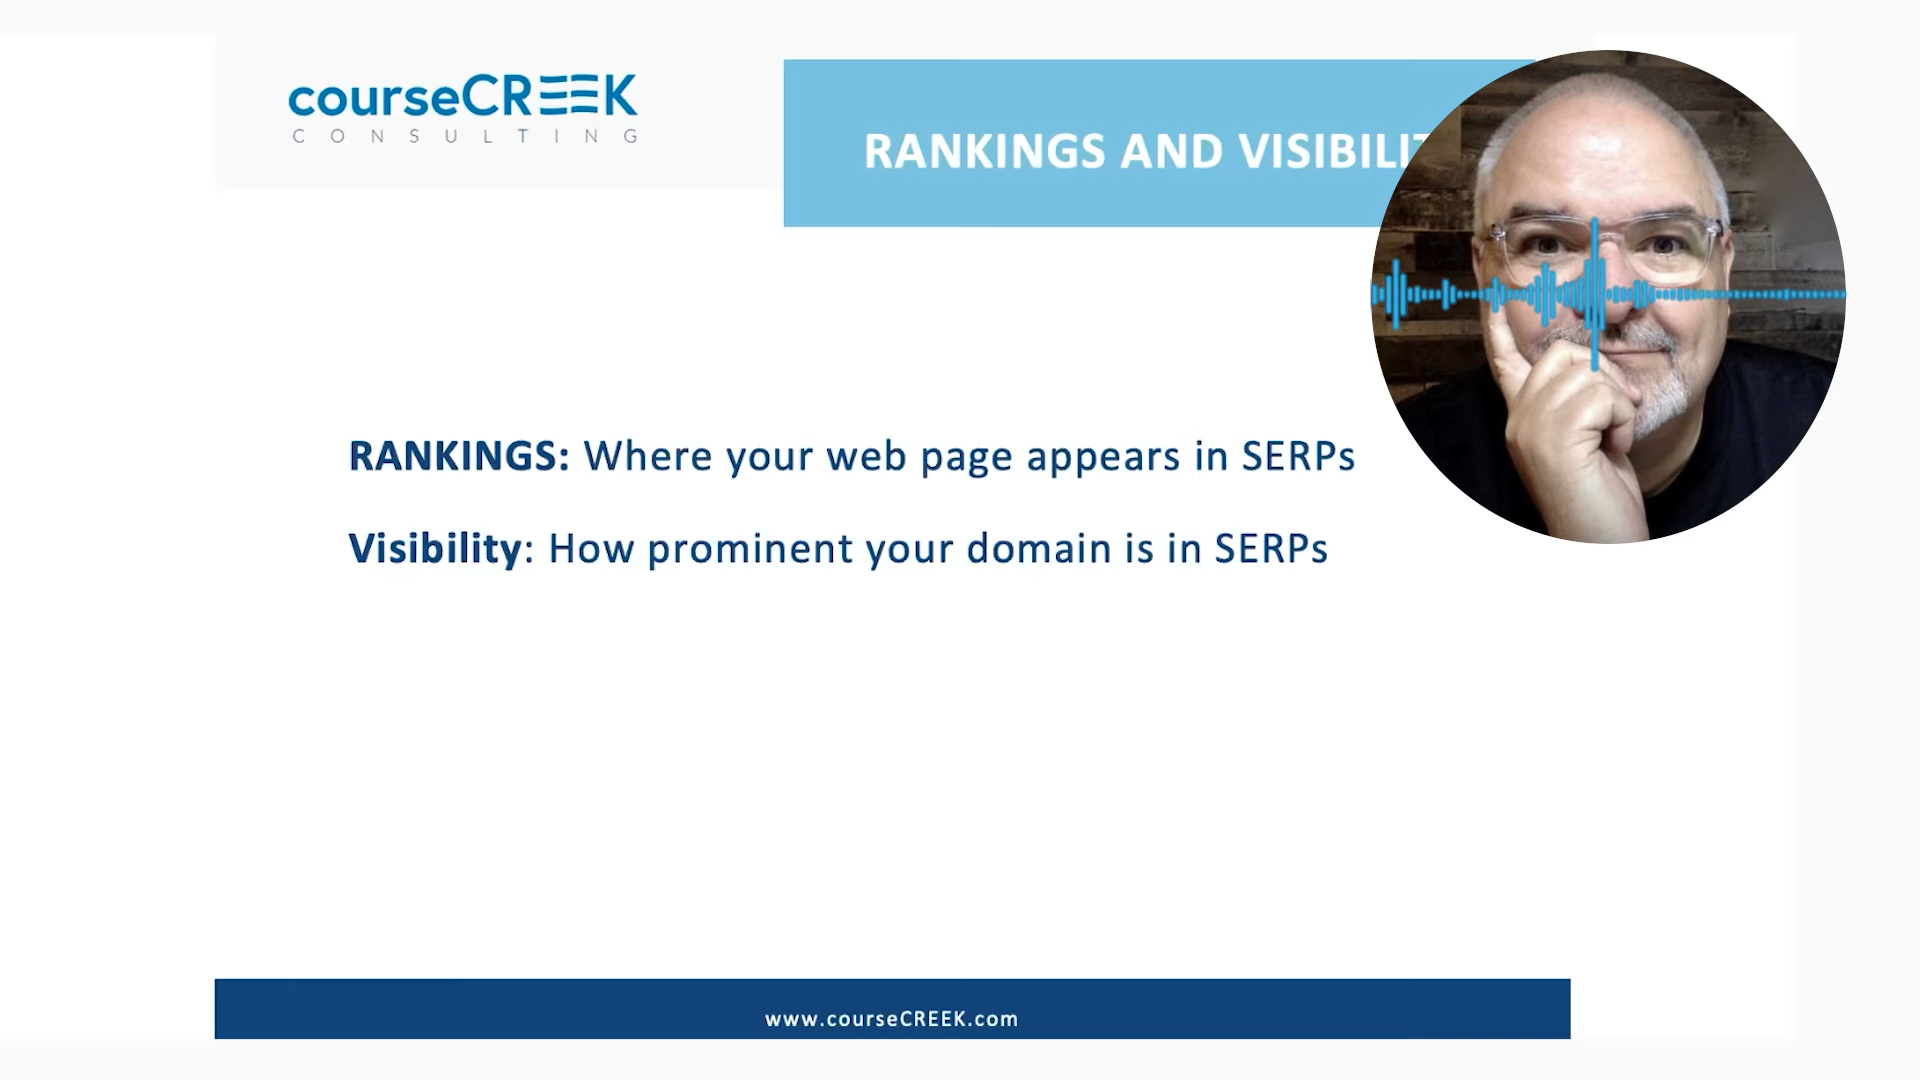 courseCREEK
CONSULTING
RANKINGS AND
RANKINGS: Where your web page appears in SERPs
Visibility: How prominent your domain is in SERPs
www.courseCREEK.com